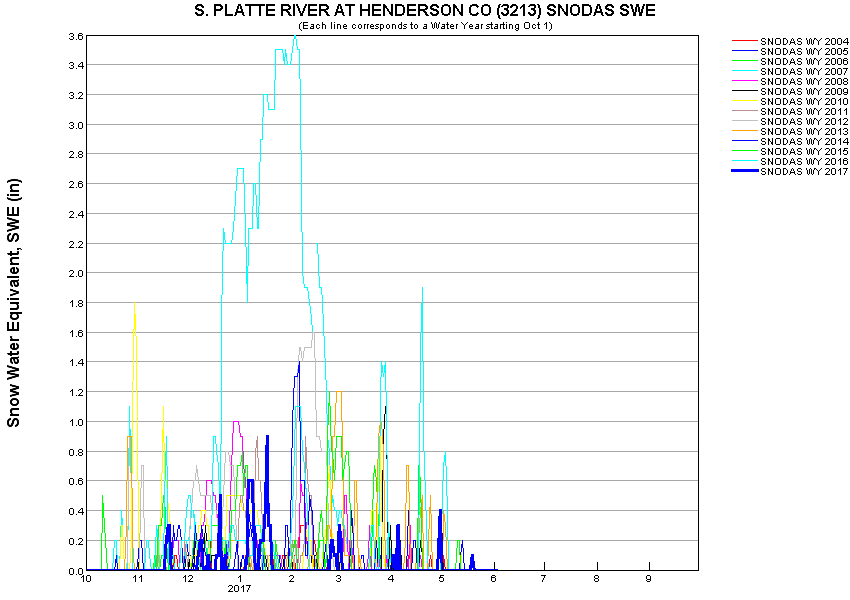 S. PLATTE RIVER AT HENDERSON CO (3213) SNODAS SWE
(Each line corresponds to a Water Year starting Oct 1)
Snow Water Equivalent, SWE (in)
3.6
3.4
3.2
3.0
2.8
2.6
2.4
2.2
2.0
1.8
1.6
1.4
1.2
1.0
0.8
0.6
0.4
0.2
0.0
10 11 12 1 2 3 4 5 6 7 8 9
2017
SNODAS WY 2004
SNODAS WY 2005
SNODAS WY 2006
SNODAS WY 2007
SNODAS WY 2008
SNODAS WY 2009
SNODAS WY 2010
SNODAS WY 2011
SNODAS WY 2012
SNODAS WY 2013
SNODAS WY 2014
SNODAS WY 2015
SNODAS WY 2016
SNODAS WY 2017